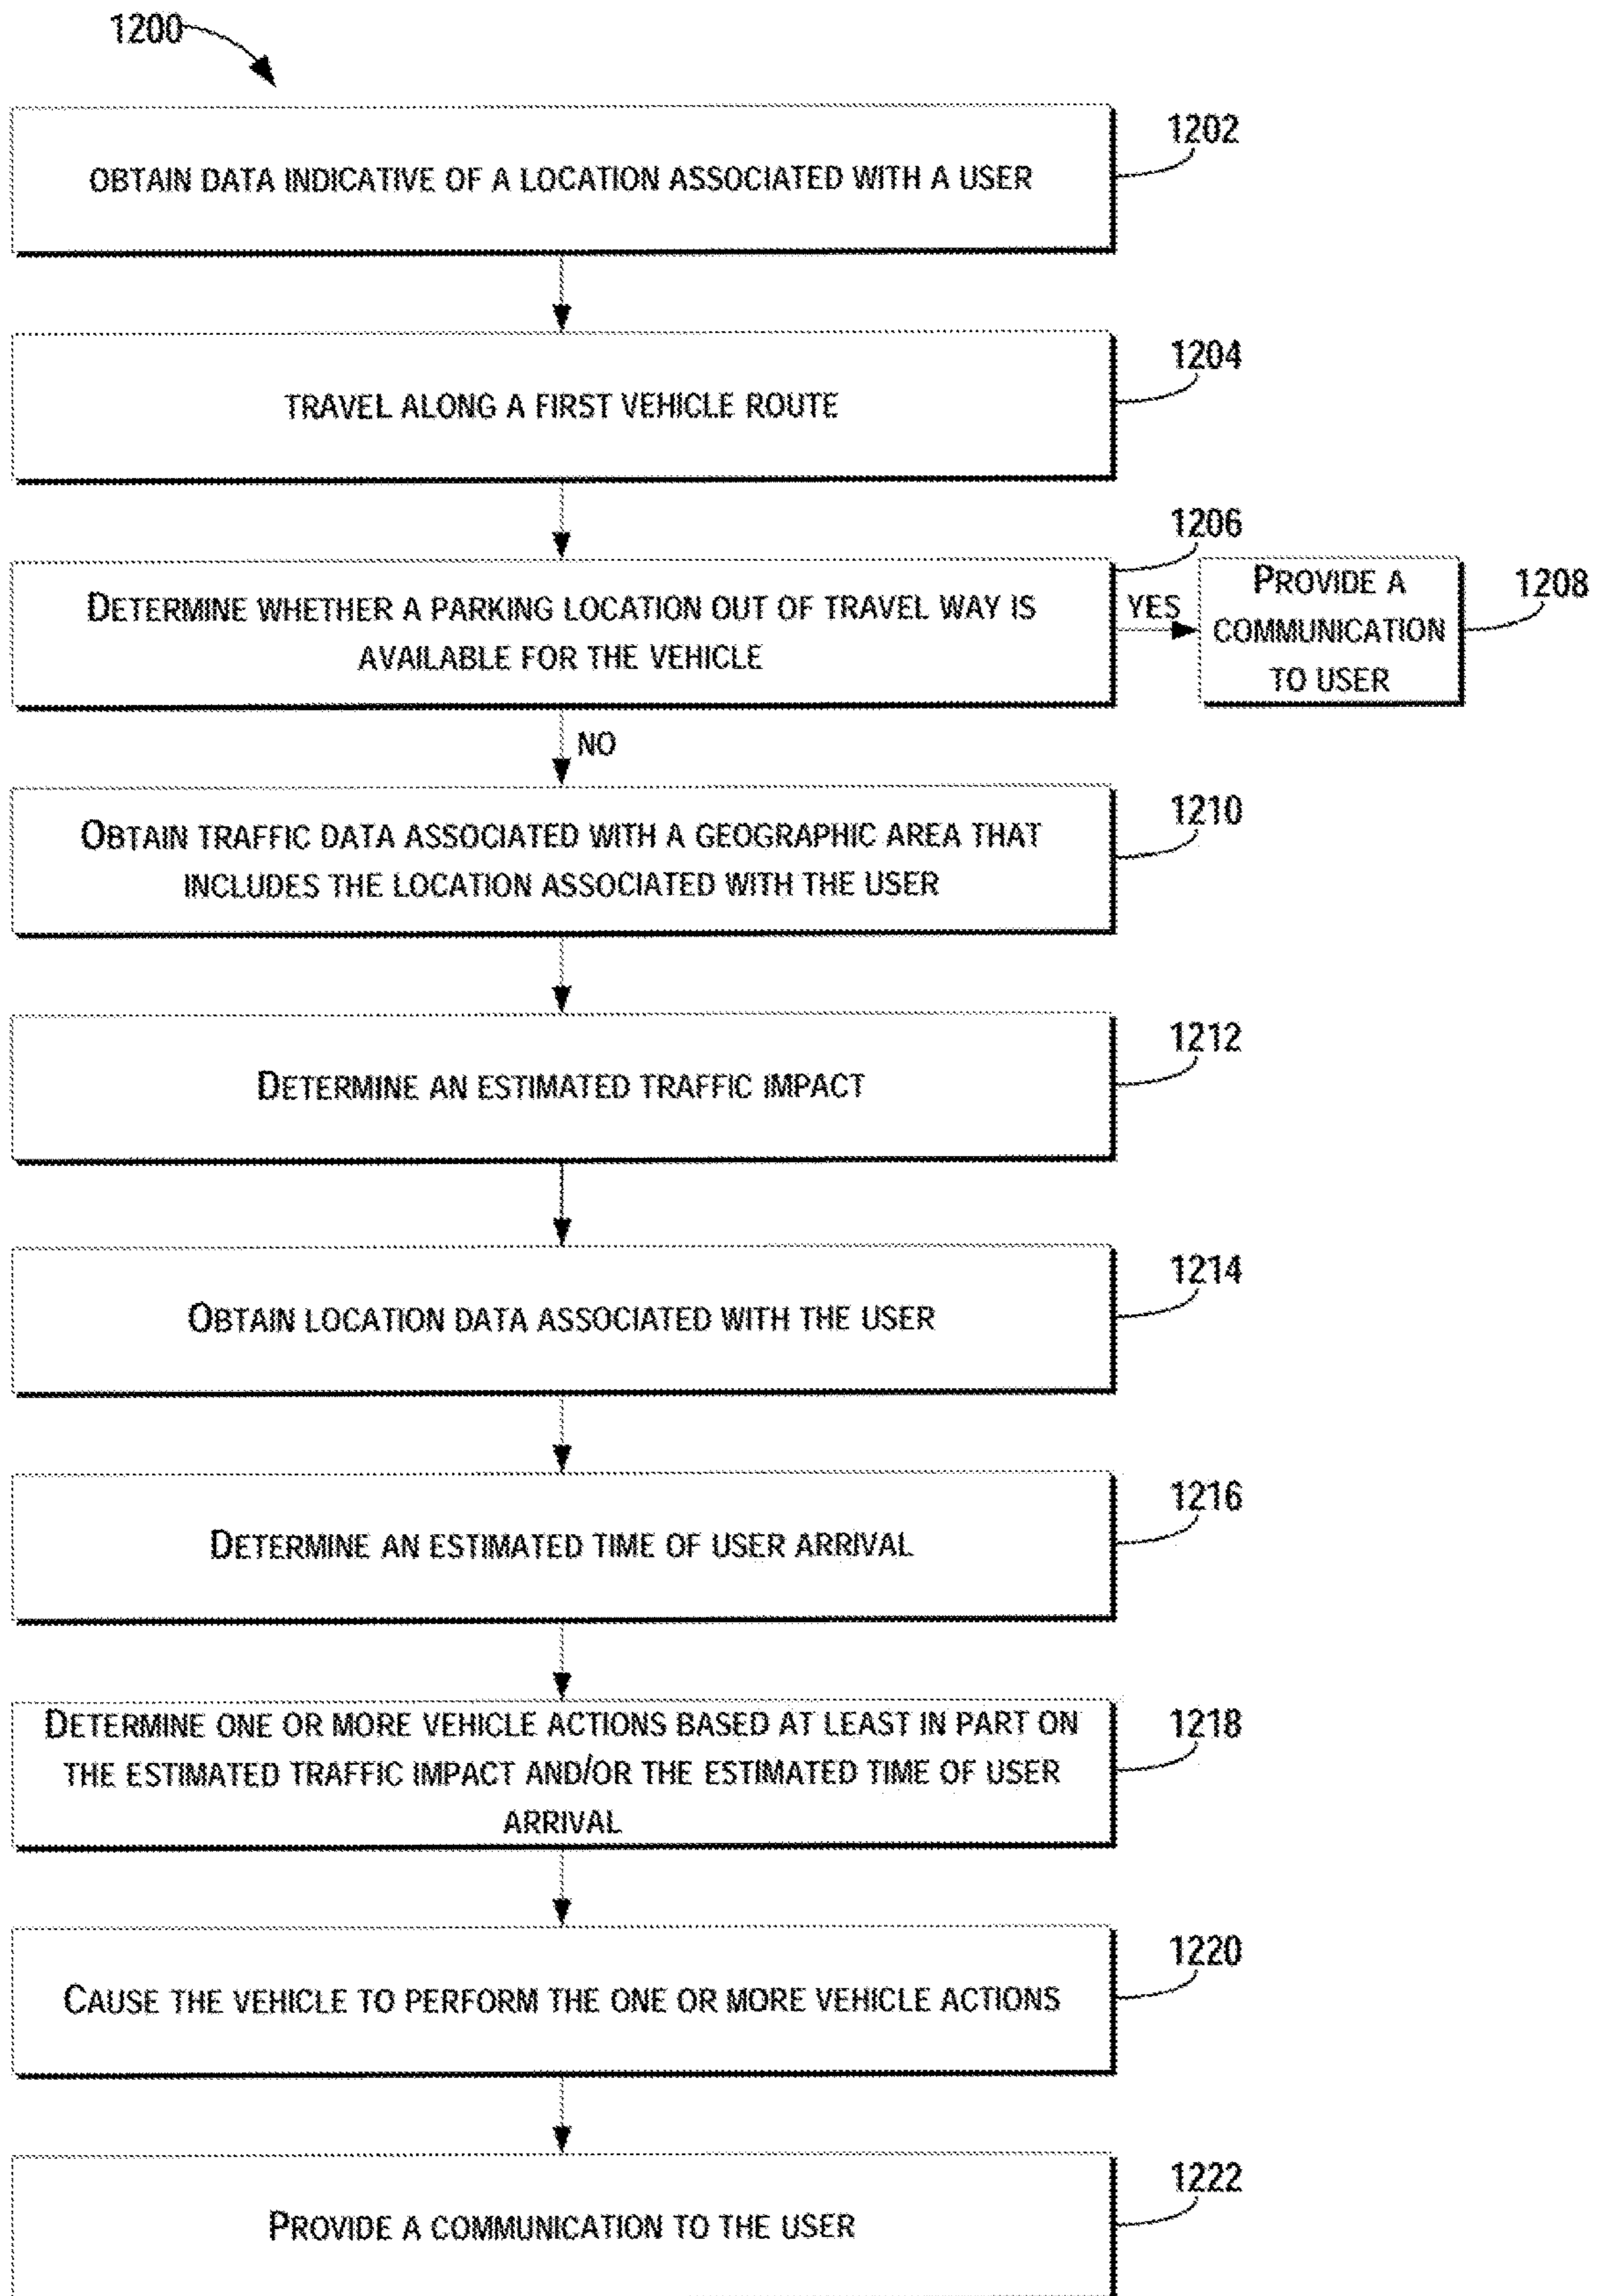 1200
1202
OBTAIN DATA INDICATIVE OF A LOCATION ASSOCIATED WITH A USER
1204
TRAVEL ALONG A FIRST VEHICLE ROUTE
1206
DETERMINE WHETHER A PARKING LOCATION OUT OF TRAVEL WAY IS
AVAILABLE FOR THE VEHICLE
YES
PROVIDE A
COMMUNICATION
TO USER
1208
NO
1210
OBTAIN TRAFFIC DATA ASSOCIATED WITH A GEOGRAPHIC AREA THAT
INCLUDES THE LOCATION ASSOCIATED WITH THE USER
1212
DETERMINE AN ESTIMATED TRAFFIC IMPACT
1214
OBTAIN LOCATION DATA ASSOCIATED WITH THE USER
1216
DETERMINE AN ESTIMATED TIME OF USER ARRIVAL
1218
DETERMINE ONE OR MORE VEHICLE ACTIONS BASED AT LEAST IN PART ON
THE ESTIMATED TRAFFIC IMPACT AND/OR THE ESTIMATED TIME OF USER
ARRIVAL
1220
CAUSE THE VEHICLE TO PERFORM THE ONE OR MORE VEHICLE ACTIONS
1222
PROVIDE A COMMUNICATION TO THE USER